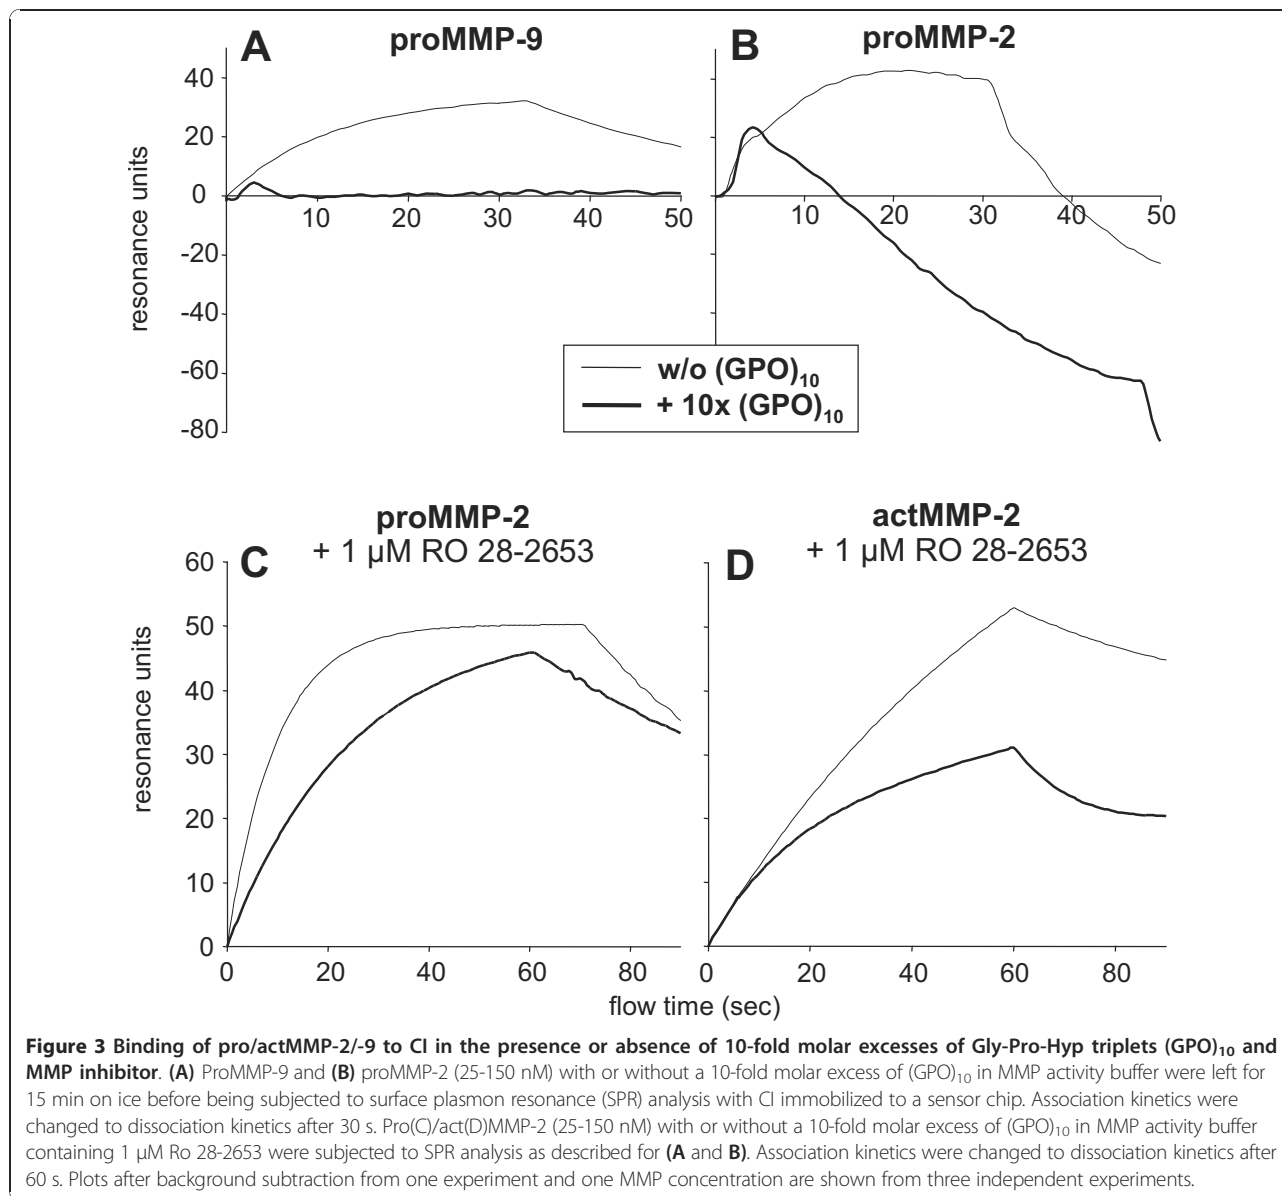 A
proMMP-9
B
proMMP-2
resonance units
40
20
0
-20
-40
-60
-80
10
20
30
40
50
10
20
30
40
50
w/o (GPO)10
+ 10x (GPO)10
proMMP-2
+ 1 µM RO 28-2653
C
actMMP-2
+ 1 µM RO 28-2653
D
resonance units
60
50
40
30
20
10
0
0
20
40
60
80
0
20
40
60
80
flow time (sec)
Figure 3 Binding of pro/actMMP-2/-9 to CI in the presence or absence of 10-fold molar excesses of Gly-Pro-Hyp triplets (GPO)10 and
MMP inhibitor. (A) ProMMP-9 and (B) proMMP-2 (25-150 nM) with or without a 10-fold molar excess of (GPO)10 in MMP activity buffer were left for
15 min on ice before being subjected to surface plasmon resonance (SPR) analysis with CI immobilized to a sensor chip. Association kinetics were
changed to dissociation kinetics after 30 s. Pro(C)/act(D)MMP-2 (25-150 nM) with or without a 10-fold molar excess of (GPO)10 in MMP activity buffer
containing 1 µM Ro 28-2653 were subjected to SPR analysis as described for (A and B). Association kinetics were changed to dissociation kinetics after
60 s. Plots after background subtraction from one experiment and one MMP concentration are shown from three independent experiments.